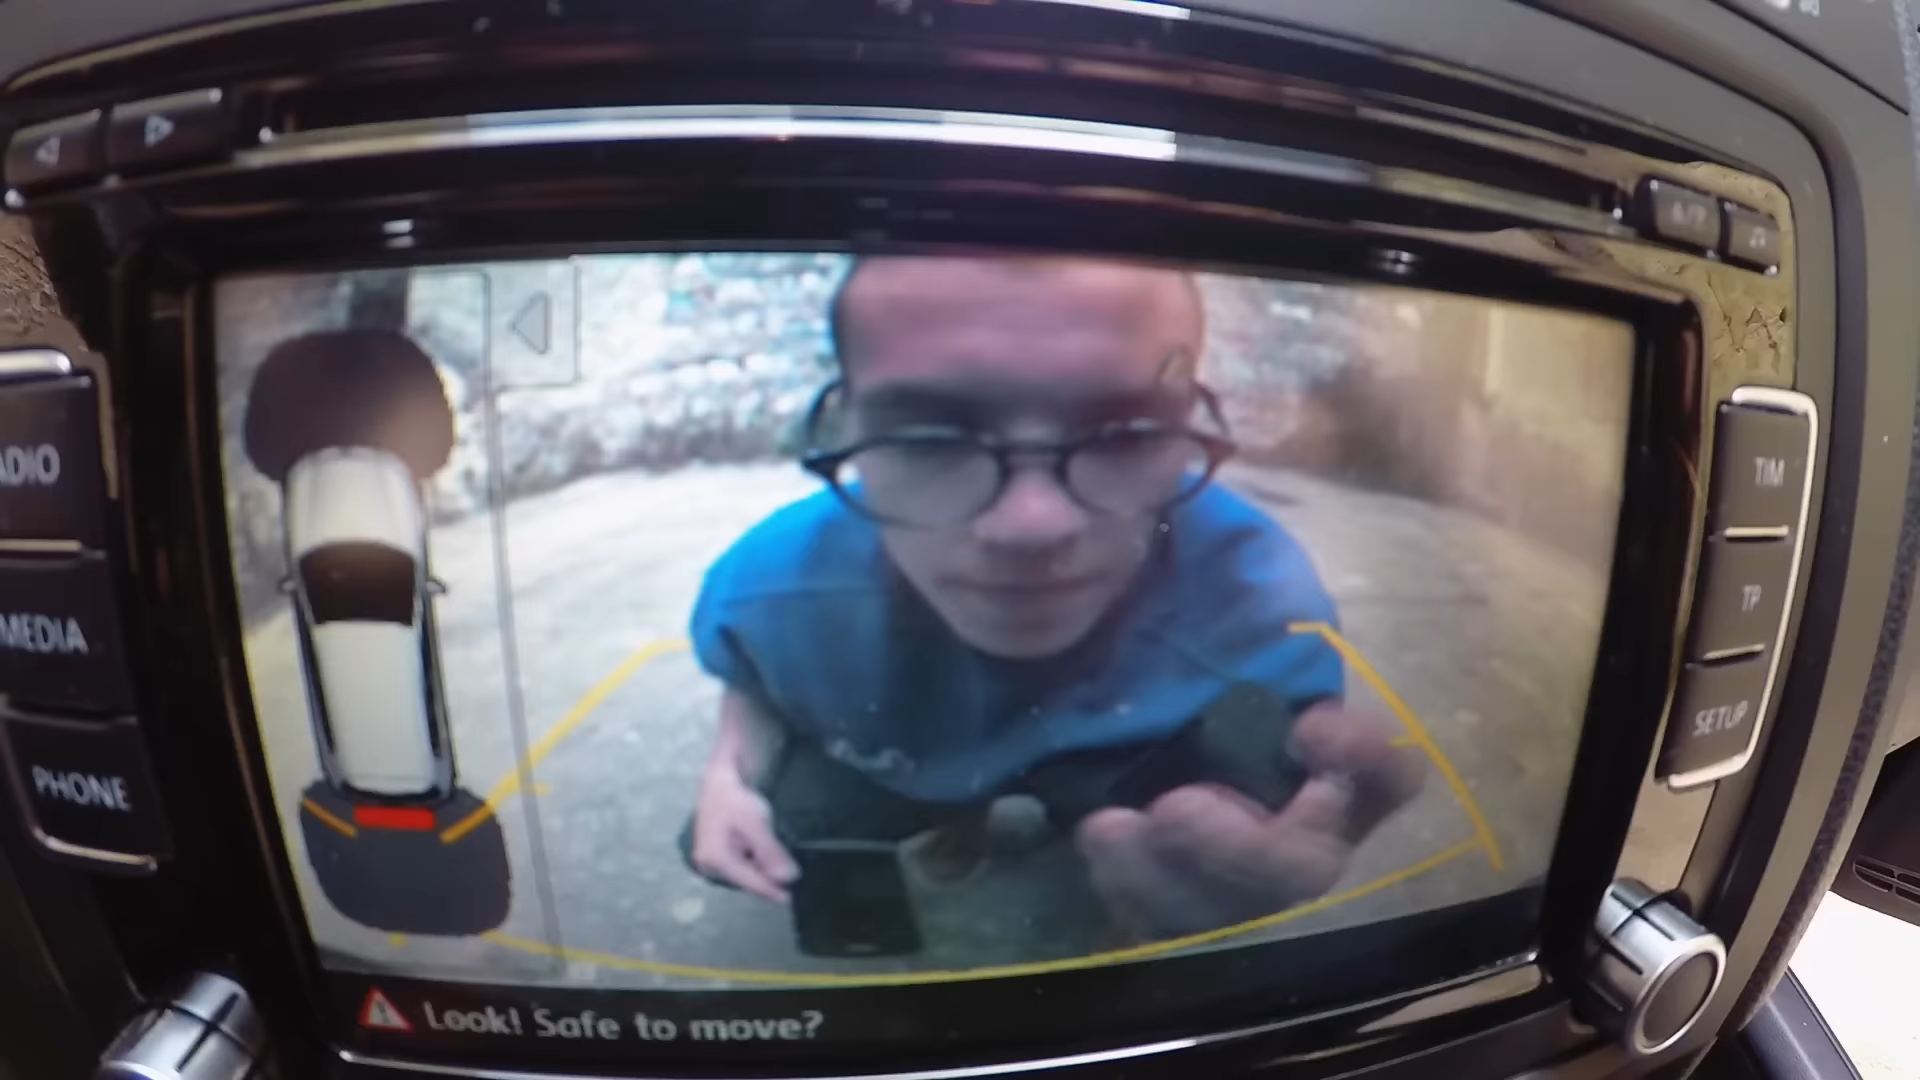 ADIO
MEDIA
PHONE
TIM
TP
SETUP
Look! Safe to move?